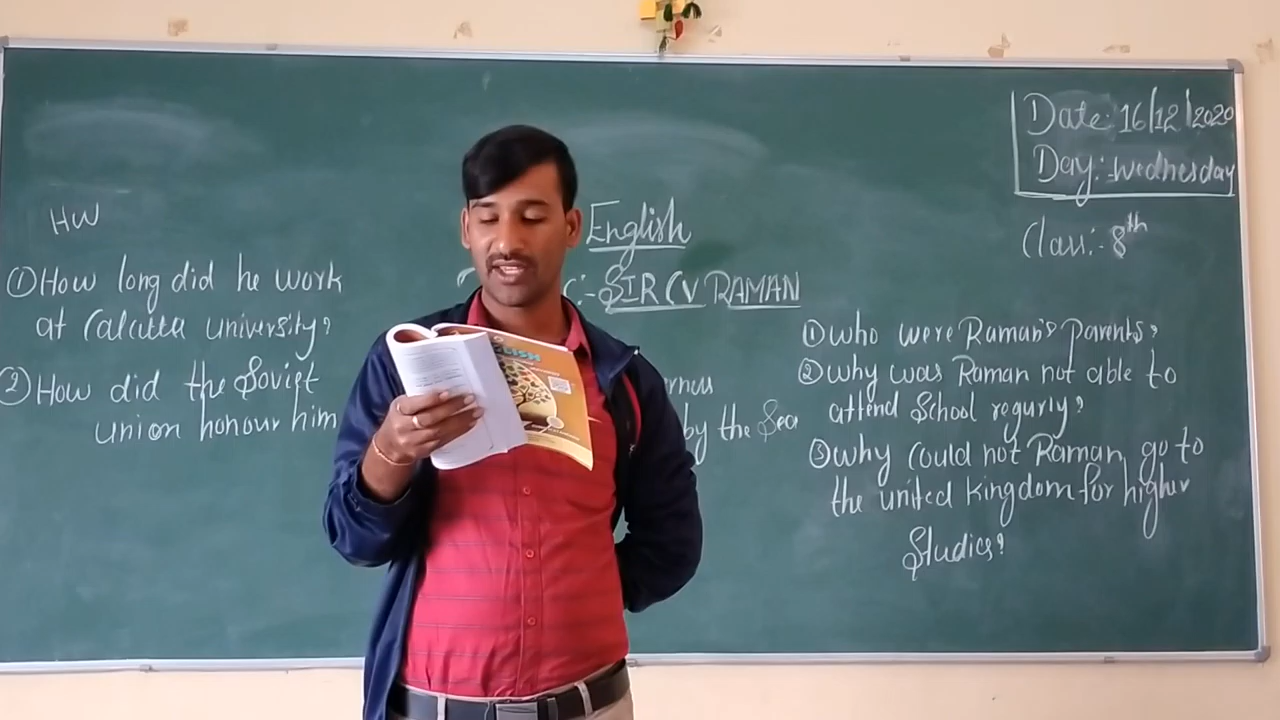 Date: 16/12/2020
Day:- Wednesday
Class:- 8th
English
:- SIR CV RAMAN
HW
① How long did he work
at Calcutta University?
② How did the Soviet
union honour him
by the Sea
① who were Raman's Parents?
② why was Raman not able to
attend School regurly?
③ why could not Raman go to
the united Kingdom for higher
Studies?